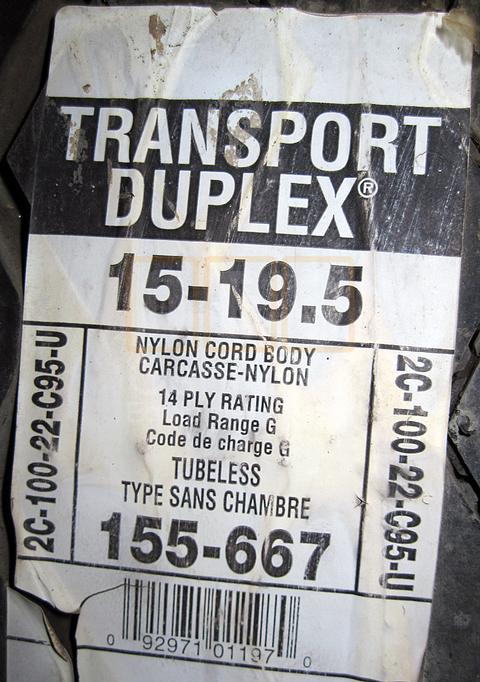 TRANSPORT
DUPLEX®
15-19.5
2C-100-22-C95-U
NYLON CORD BODY
CARCASSE-NYLON
14 PLY RATING
Load Range G
Code de charge G
TUBELESS
TYPE SANS CHAMBRE
155-667
2C-100-22-C95-U
0 92971 01197 0